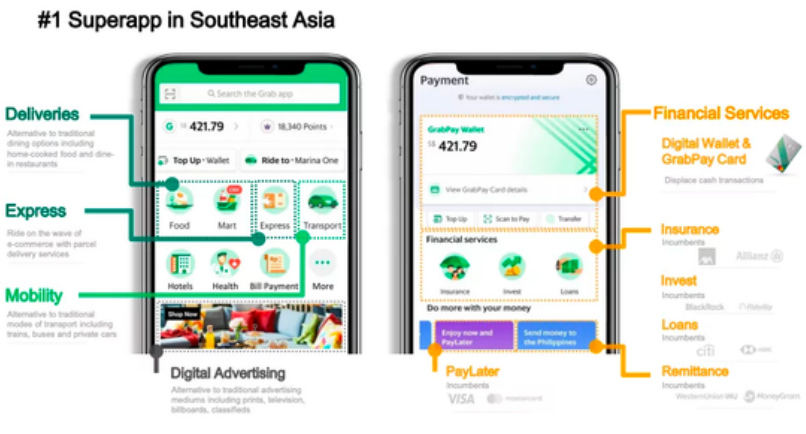 #1 Superapp in Southeast Asia
Deliveries
Alternative to traditional
dining options including
home-cooked food and dine-
in restaurants
Express
Ride on the wave of
e-commerce with parcel
delivery services
Mobility
Alternative to traditional
modes of transport including
trains, buses and private cars
Search the Grab app
G S$ 421.79
18,340 Points
Top Up · Wallet
Ride to · Marina One
Food
Mart
Express
Transport
Hotels
Health
Bill Payment
More
Shop Now
Digital Advertising
Alternative to traditional advertising
mediums including prints, television,
billboards, classifieds
Payment
Your wallet is encrypted and secure
GrabPay Wallet
S$ 421.79
View GrabPay Card details
Top Up
Scan to Pay
Transfer
Financial services
Insurance
Invest
Loans
Do more with your money
Enjoy now and
PayLater
Send money to
the Philippines
PayLater
Incumbents
VISA
mastercard
Financial Services
Digital Wallet &
GrabPay Card
Displace cash transactions
Insurance
Incumbents
AXA
Allianz
Invest
Incumbents
BlackRock
Fidelity
Loans
Incumbents
citi
HSBC
Remittance
Incumbents
WesternUnion WU
MoneyGram